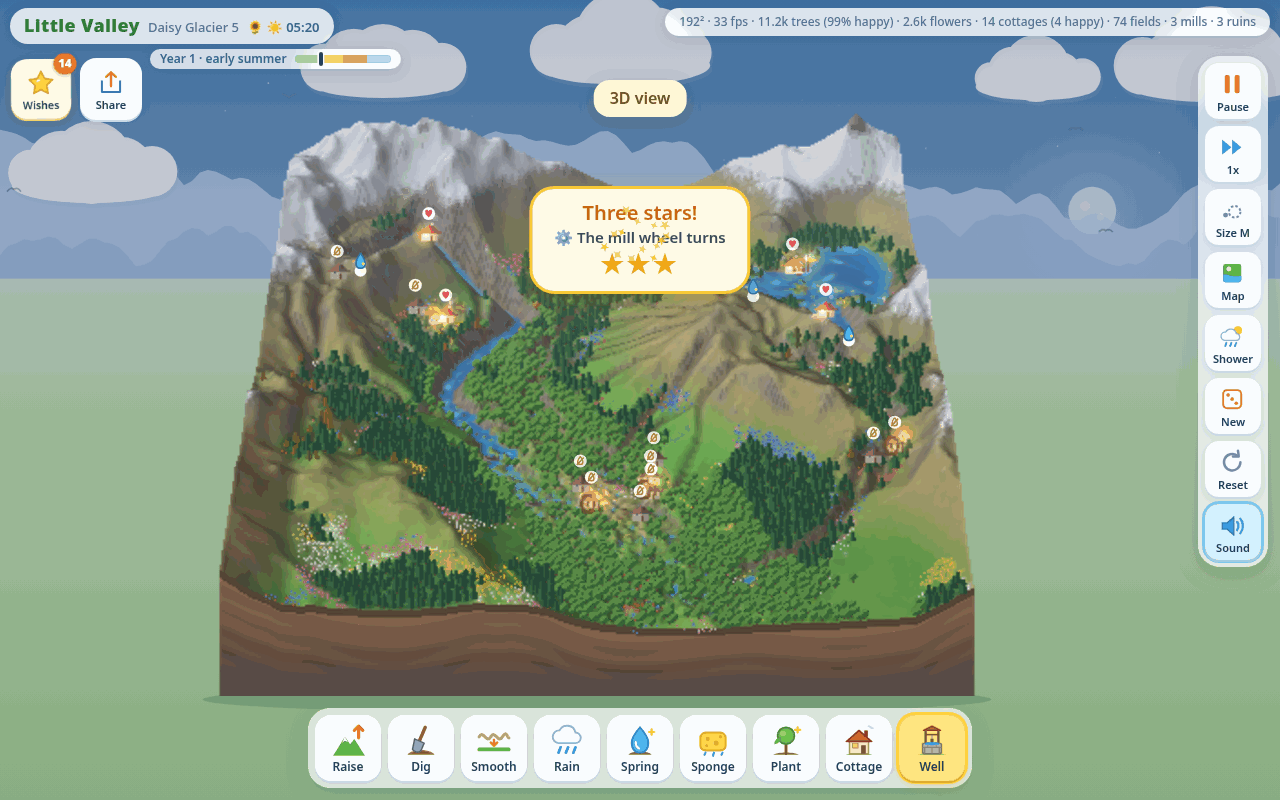 Little Valley Daisy Glacier 5 05:20
192² · 33 fps · 11.2k trees (99% happy) · 2.6k flowers · 14 cottages (4 happy) · 74 fields · 3 mills · 3 ruins
Year 1 · early summer
14
Wishes
Share
3D view
Three stars!
The mill wheel turns
Pause
1x
Size M
Map
Shower
New
Reset
Sound
Raise
Dig
Smooth
Rain
Spring
Sponge
Plant
Cottage
Well